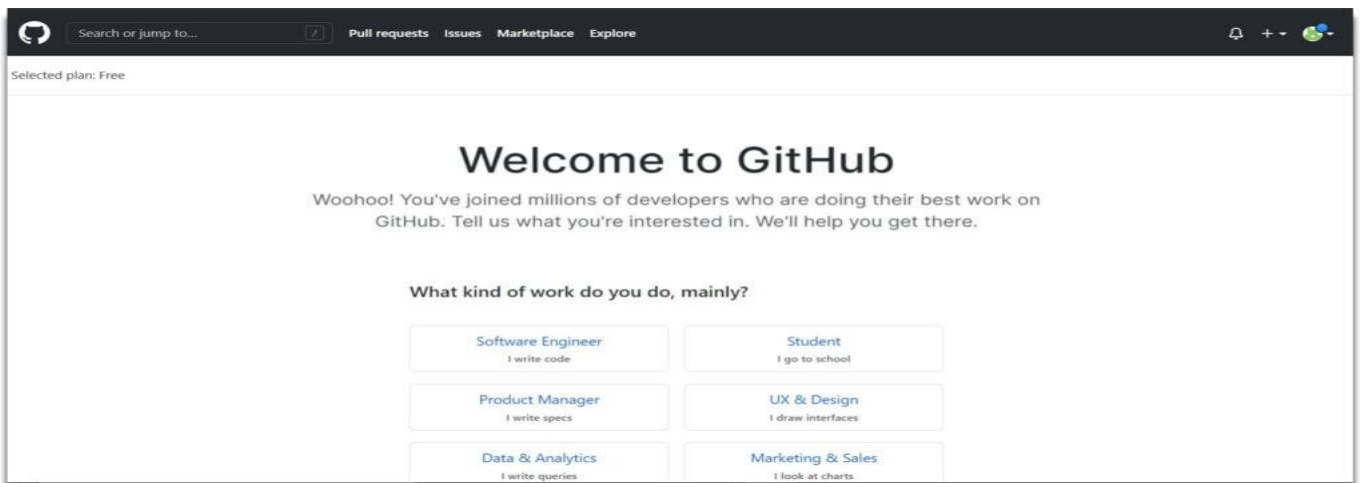 Search or jump to... /
Pull requests Issues Marketplace Explore
Selected plan: Free
Welcome to GitHub
Woohoo! You've joined millions of developers who are doing their best work on
GitHub. Tell us what you're interested in. We'll help you get there.
What kind of work do you do, mainly?
Software Engineer
I write code
Student
I go to school
Product Manager
I write specs
UX & Design
I draw interfaces
Data & Analytics
I write queries
Marketing & Sales
I look at charts